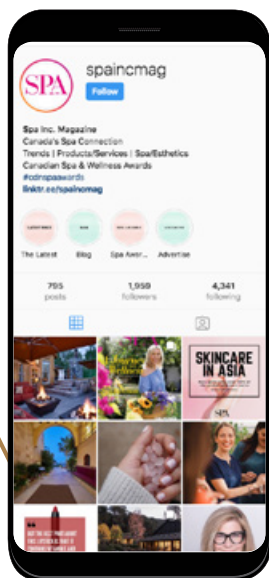 SPA
spaincmag
Follow
Spa Inc. Magazine
Canada's Spa Connection
Trends | Products/Services | Spa/Esthetics
Canadian Spa & Wellness Awards
#cdnspaawards
linktr.ee/spaincmag
The Latest
Blog
Spa Awar...
Advertise
795
1,959
4,341
posts
followers
following
SKINCARE
IN ASIA
SPA